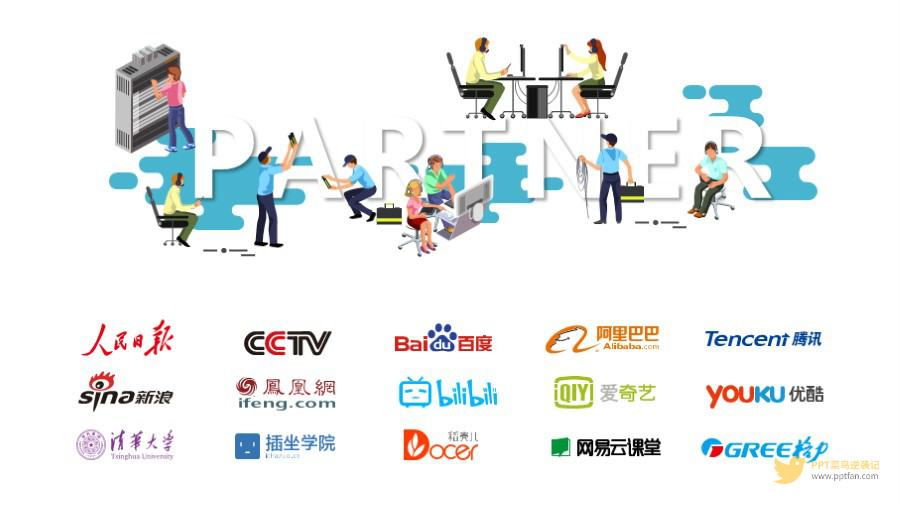 PARTNER
人民日报
CCTV
Bai du 百度
阿里巴巴
Alibaba.com
Tencent 腾讯
sina 新浪
鳳凰網
ifeng.com
bilibili
QIY 爱奇艺
YOUKU 优酷
清華大学
Tsinghua University
插坐学院
稻壳儿
Docer
网易云课堂
GREE 格力
PPT菜鸟逆袭记
www.pptfan.com